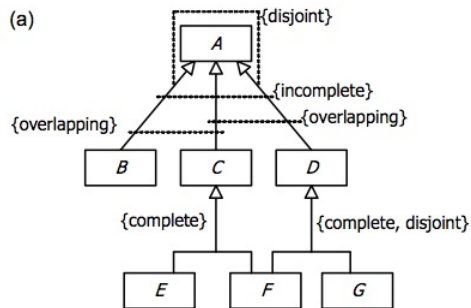 (a)
{disjoint}
A
{incomplete}
{overlapping}
{overlapping}
B
C
D
{complete}
{complete, disjoint}
E
F
G